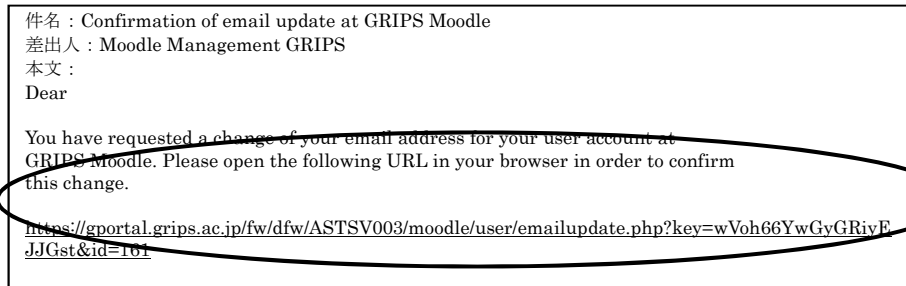 件名：Confirmation of email update at GRIPS Moodle
差出人：Moodle Management GRIPS
本文：
Dear
You have requested a change of your email address for your user account at
GRIPS Moodle. Please open the following URL in your browser in order to confirm
this change.
https://gportal.grips.ac.jp/fw/dfw/ASTSV003/moodle/user/emailupdate.php?key=wVoh66YwGyGRiyE
JJGst&id=161